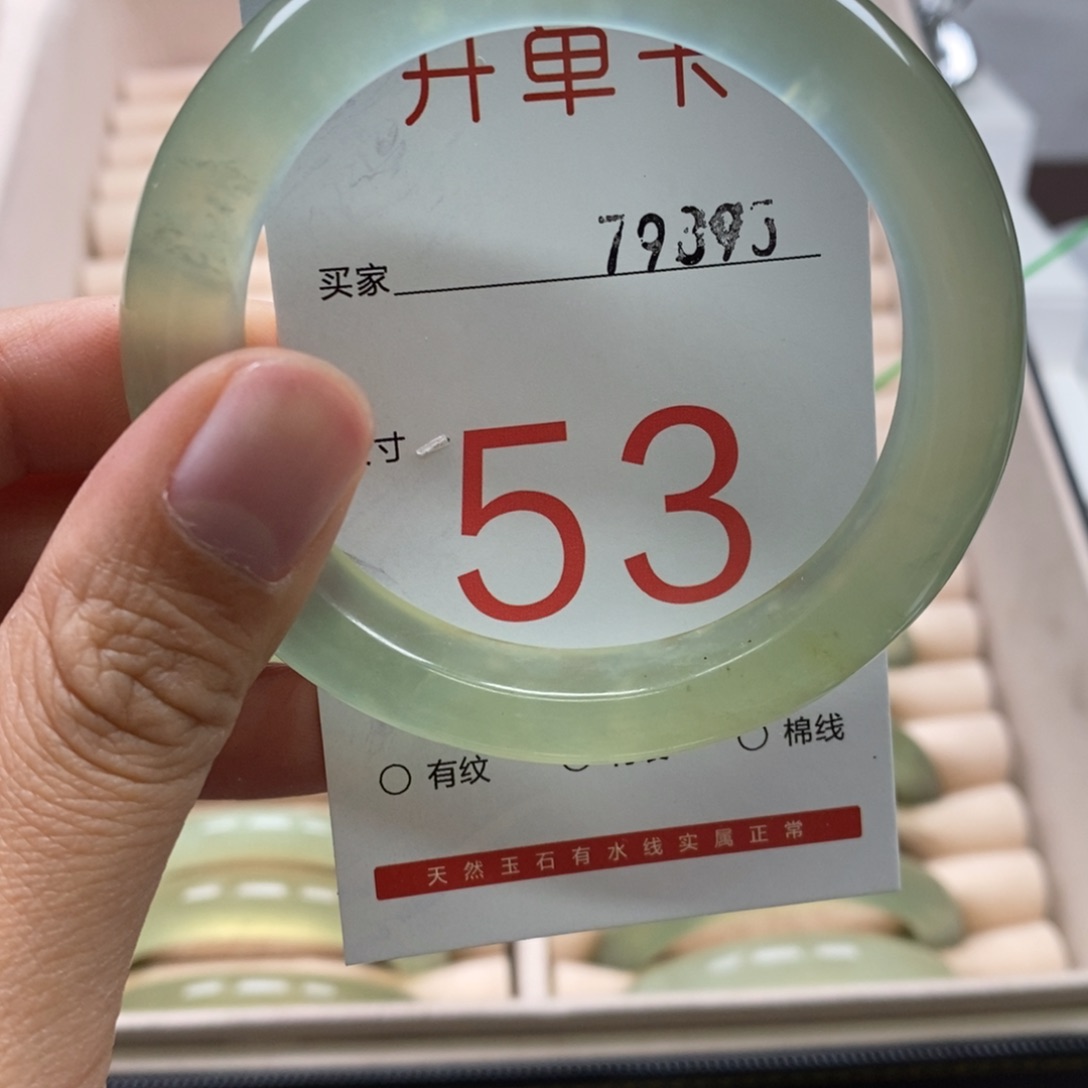 开单卡
买家 79395
寸 53
有纹 棉线
天然玉石有水线实属正常